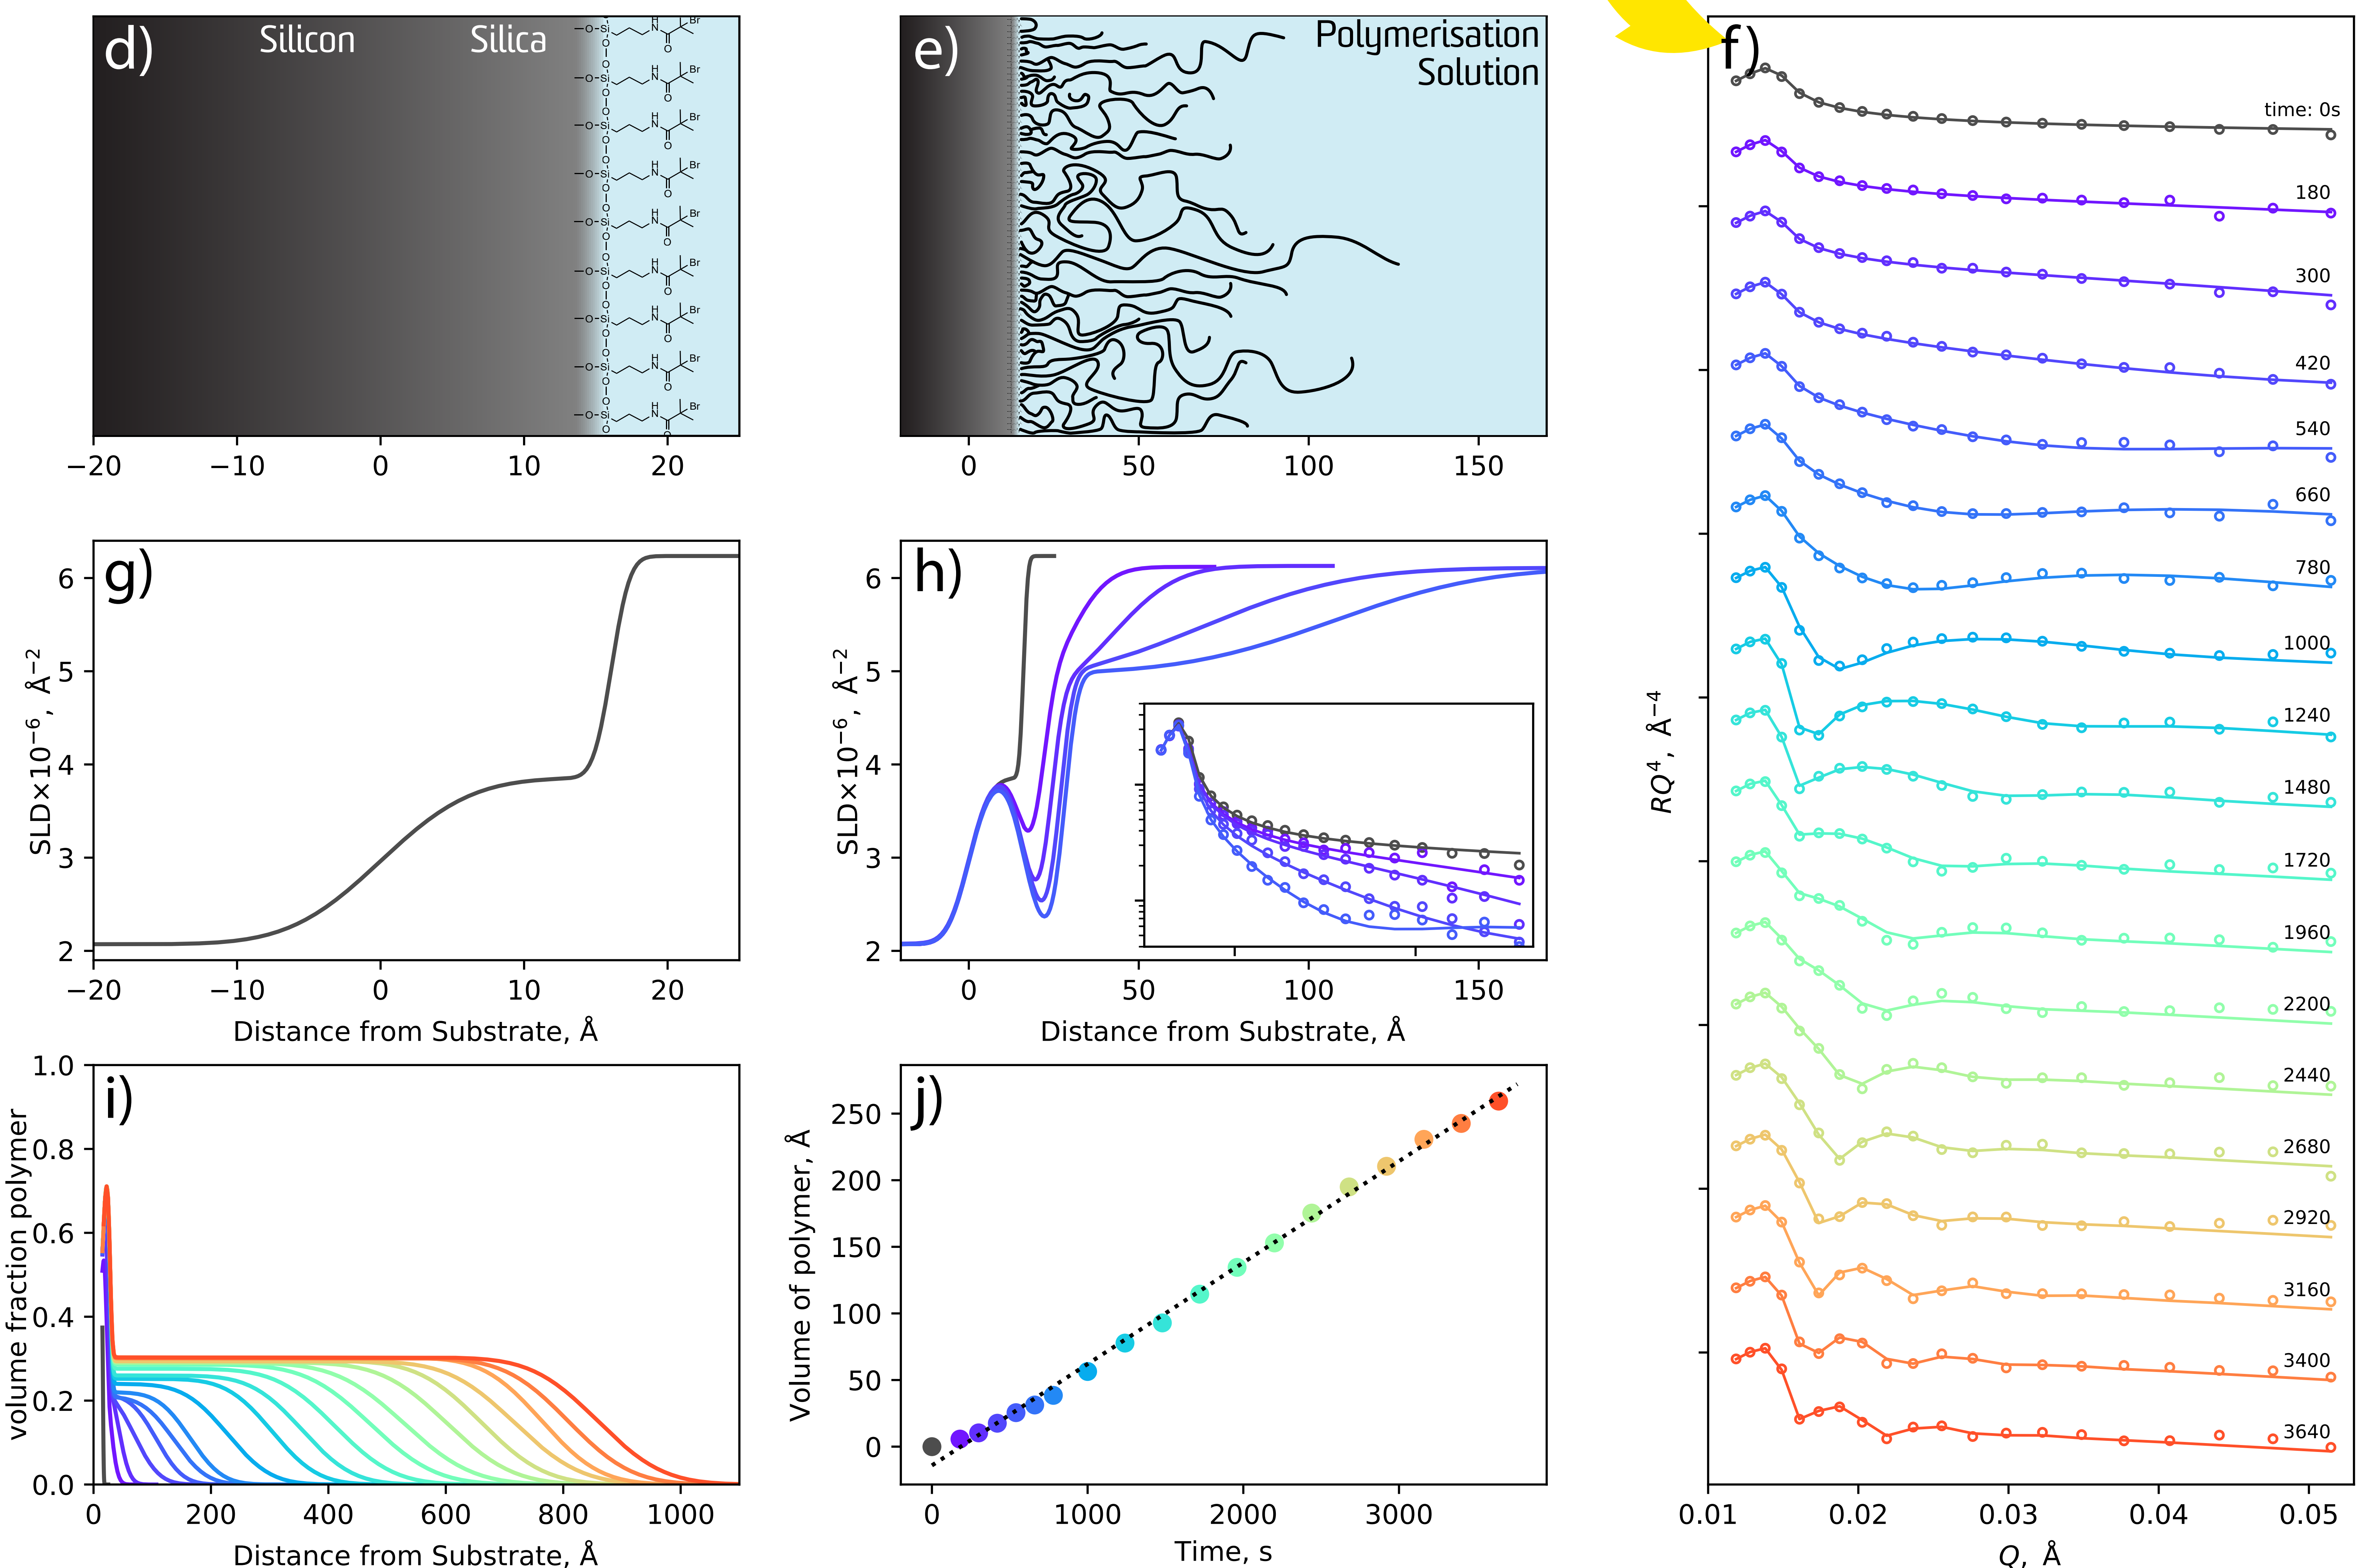 d) Silicon Silica
Si
O
H
N
O
Br
−20 −10 0 10 20
e) Polymerisation
Solution
0 50 100 150
g)
SLD×10⁻⁶, Å⁻²
6
5
4
3
2
−20 −10 0 10 20
Distance from Substrate, Å
h)
SLD×10⁻⁶, Å⁻²
6
5
4
3
2
0 50 100 150
Distance from Substrate, Å
i)
volume fraction polymer
1.0
0.8
0.6
0.4
0.2
0.0
0 200 400 600 800 1000
Distance from Substrate, Å
j)
Volume of polymer, Å
250
200
150
100
50
0
0 1000 2000 3000
Time, s
f)
RQ⁴, Å⁻⁴
time: 0s
180
300
420
540
660
780
1000
1240
1480
1720
1960
2200
2440
2680
2920
3160
3400
3640
0.01 0.02 0.03 0.04 0.05
Q, Å